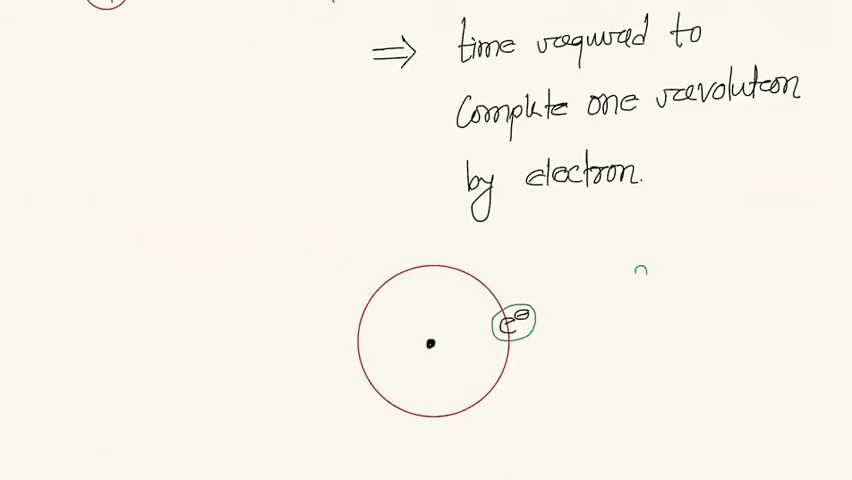 ⇒ time required to
complete one revolution
by electron.
e⊖